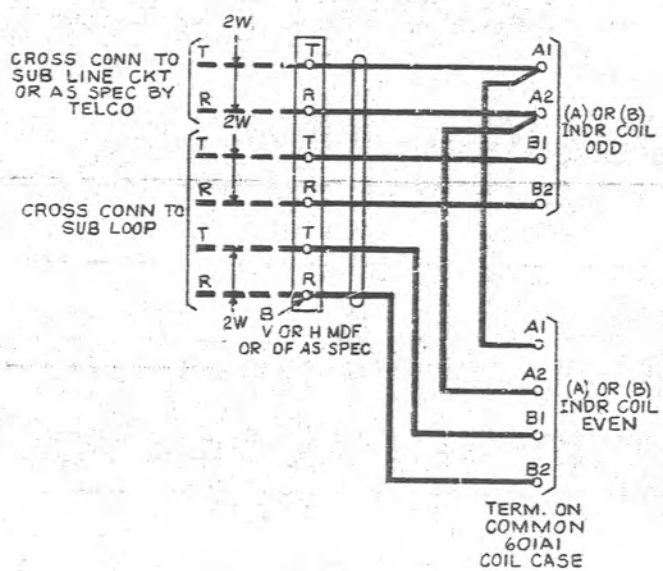 2W
CROSS CONN TO
SUB LINE CKT
OR AS SPEC BY
TELCO
T
T
R
R
2W
A1
A2
B1
B2
(A) OR (B)
INDR COIL
ODD
CROSS CONN TO
SUB LOOP
T
T
R
R
T
T
R
R
2W
B
V OR H MDF
OR DF AS SPEC
A1
A2
B1
B2
(A) OR (B)
INDR COIL
EVEN
TERM. ON
COMMON
601A1
COIL CASE